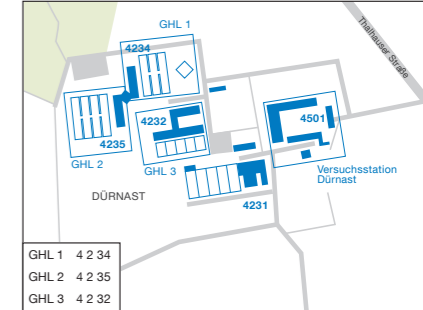 GHL 1
4234
Thalhauser Straße
4232
4501
4235
GHL 2
GHL 3
Versuchsstation
Dürnast
DÜRNAST
4231
GHL 1 4 2 34
GHL 2 4 2 35
GHL 3 4 2 32